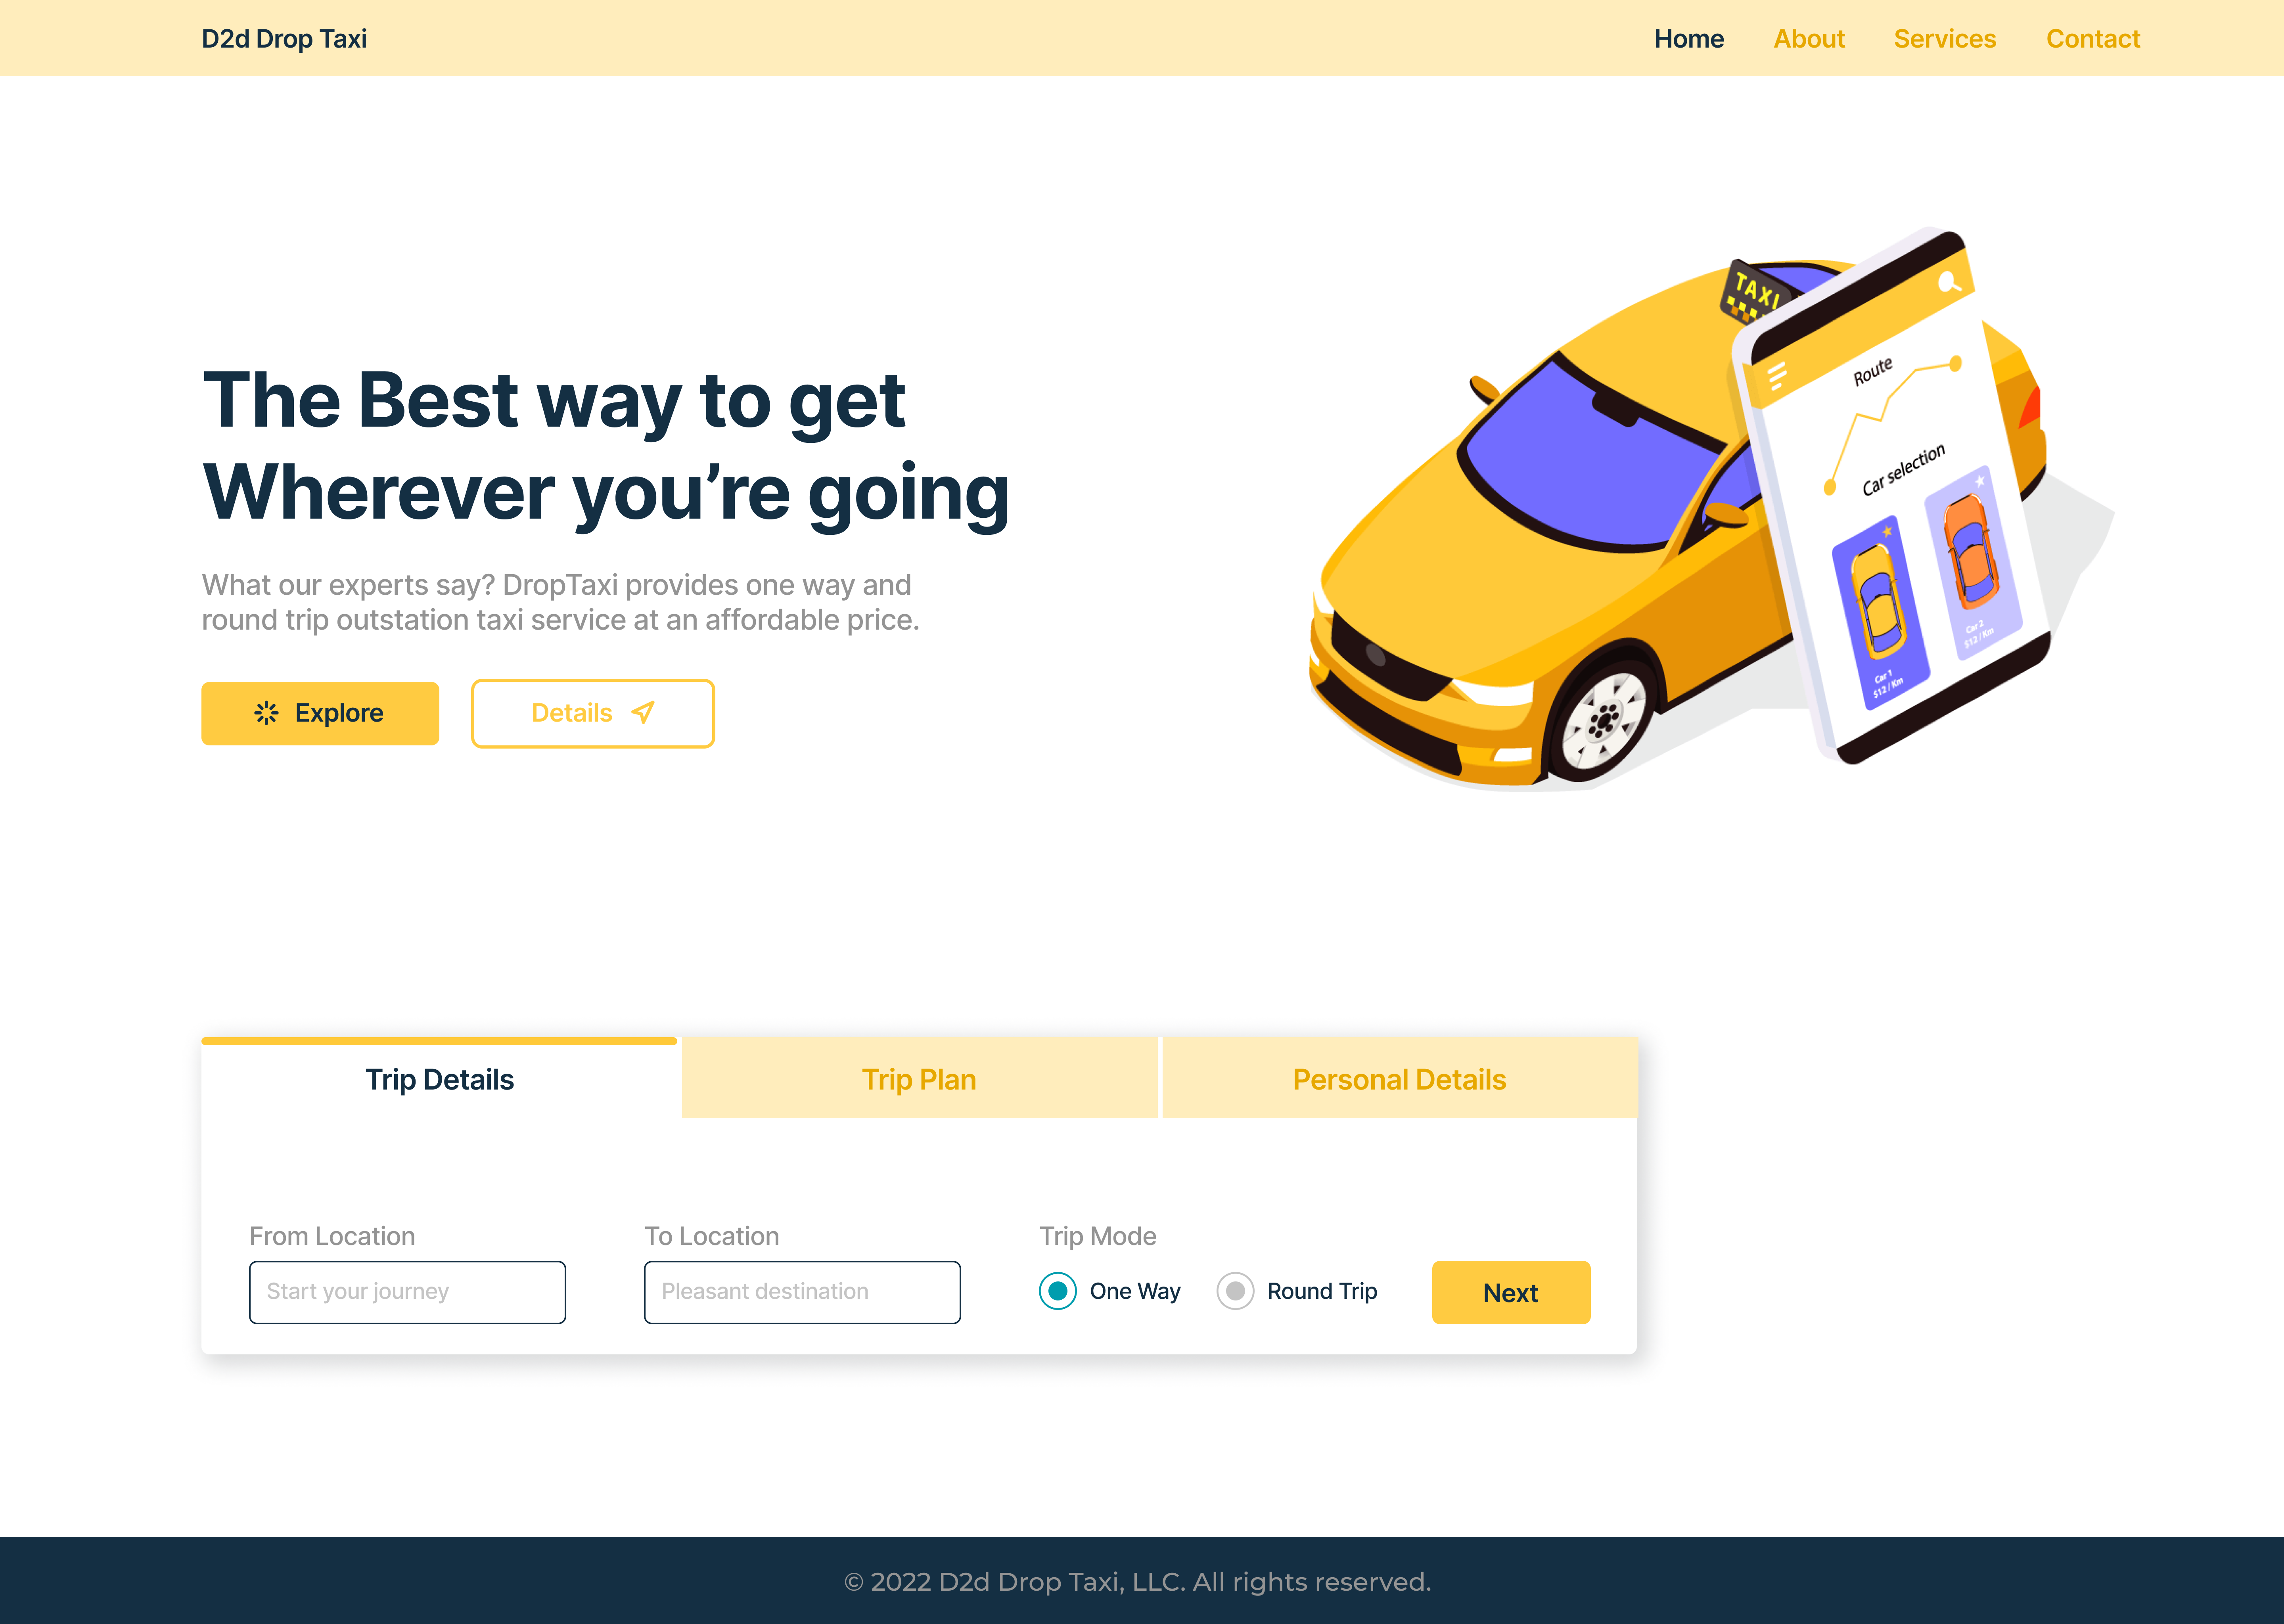 D2d Drop Taxi
Home About Services Contact
The Best way to get
Wherever you’re going
What our experts say? DropTaxi provides one way and
round trip outstation taxi service at an affordable price.
Explore
Details
TAXI
Route
Car selection
Car 1
$12 / Km
Car 2
$12 / Km
Trip Details
Trip Plan
Personal Details
From Location
Start your journey
To Location
Pleasant destination
Trip Mode
One Way
Round Trip
Next
© 2022 D2d Drop Taxi, LLC. All rights reserved.